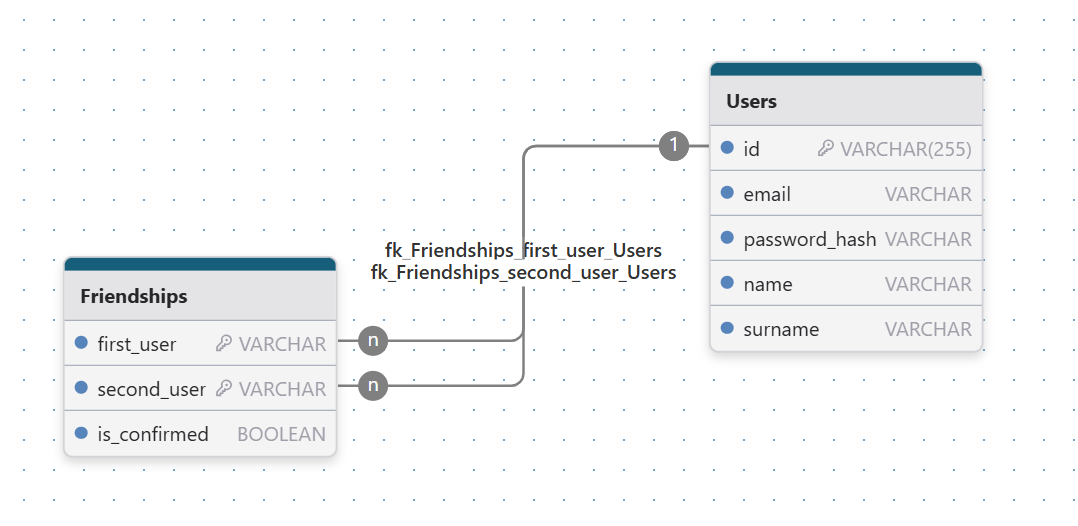 Users
id VARCHAR(255)
email VARCHAR
password_hash VARCHAR
name VARCHAR
surname VARCHAR
1
fk_Friendships_first_user_Users
fk_Friendships_second_user_Users
Friendships
first_user VARCHAR
n
second_user VARCHAR
n
is_confirmed BOOLEAN